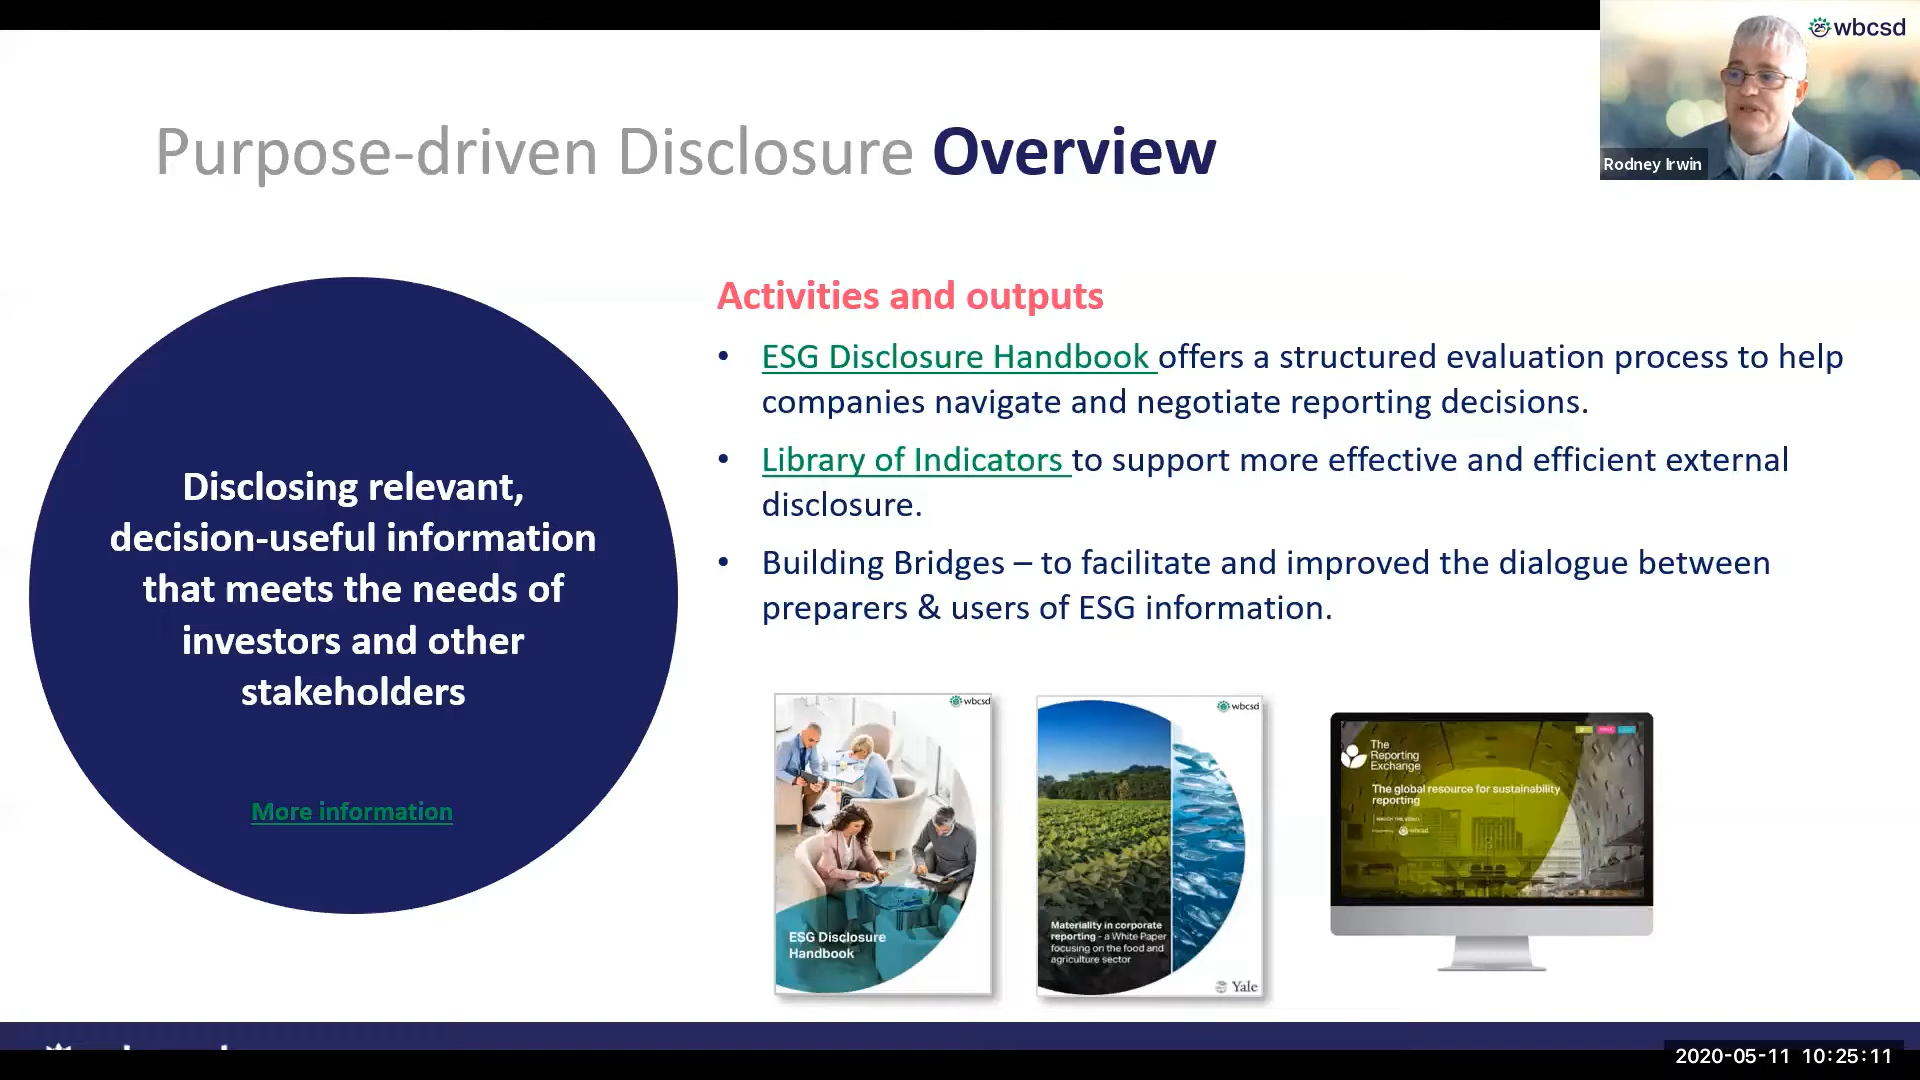 wbcsd
Rodney Irwin
Purpose-driven Disclosure Overview
Disclosing relevant,
decision-useful information
that meets the needs of
investors and other
stakeholders
More information
Activities and outputs
• ESG Disclosure Handbook offers a structured evaluation process to help
companies navigate and negotiate reporting decisions.
• Library of Indicators to support more effective and efficient external
disclosure.
• Building Bridges – to facilitate and improved the dialogue between
preparers & users of ESG information.
wbcsd
ESG Disclosure
Handbook
wbcsd
Materiality in corporate
reporting - a White Paper
focusing on the food and
agriculture sector
Yale
The
Reporting
Exchange
The global resource for sustainability
reporting
wbcsd
2020-05-11 10:25:11